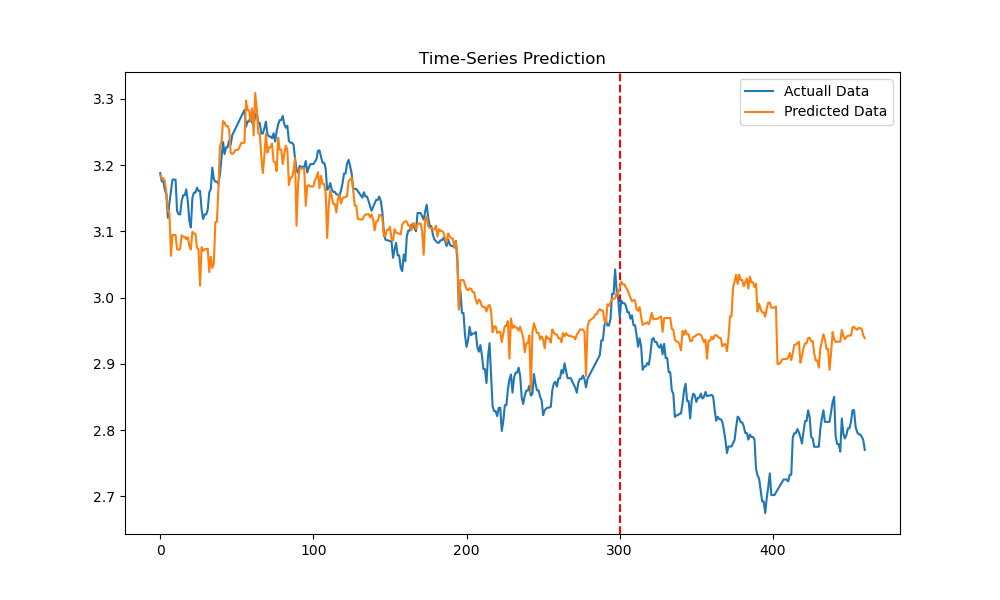 Time-Series Prediction
Actuall Data
Predicted Data
3.3
3.2
3.1
3.0
2.9
2.8
2.7
0 100 200 300 400